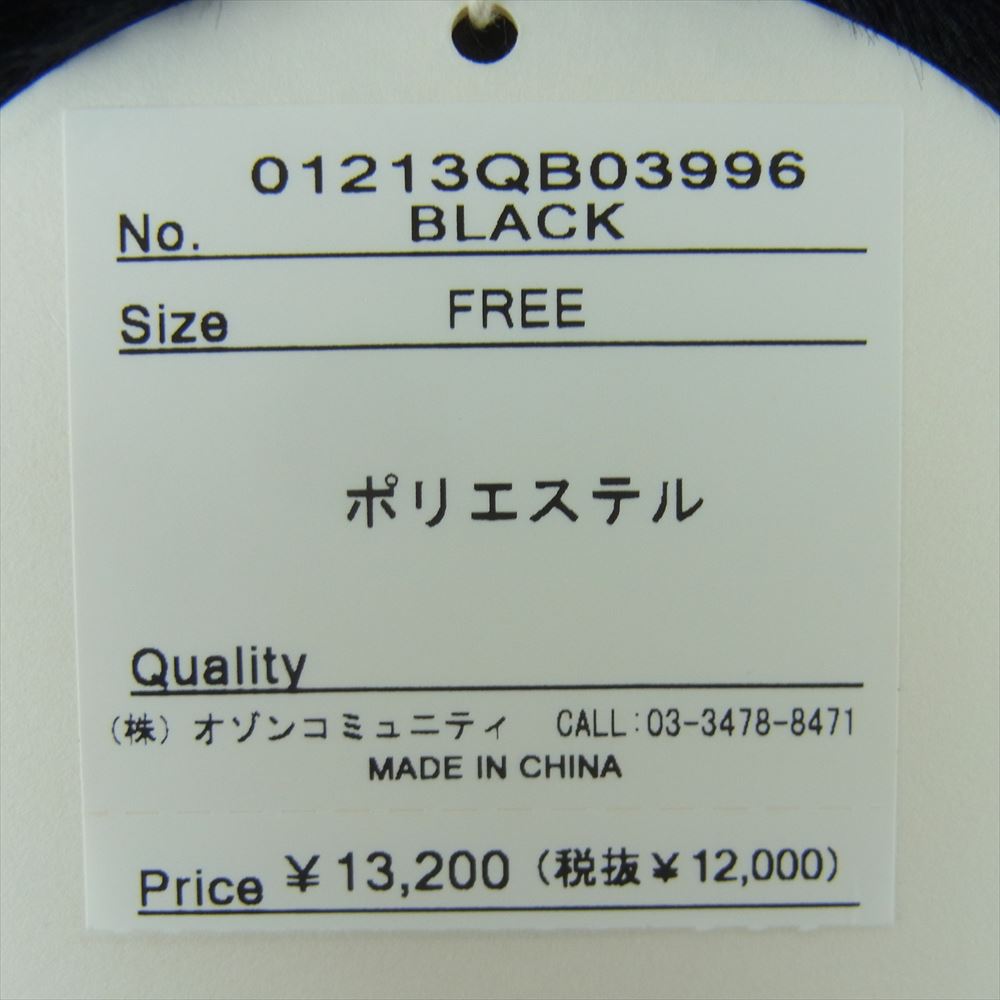 01213QB03996
No. BLACK
Size FREE
ポリエステル
Quality
(株) オゾンコミュニティ CALL:03-3478-8471
MADE IN CHINA
Price ¥13,200 (税抜¥12,000)